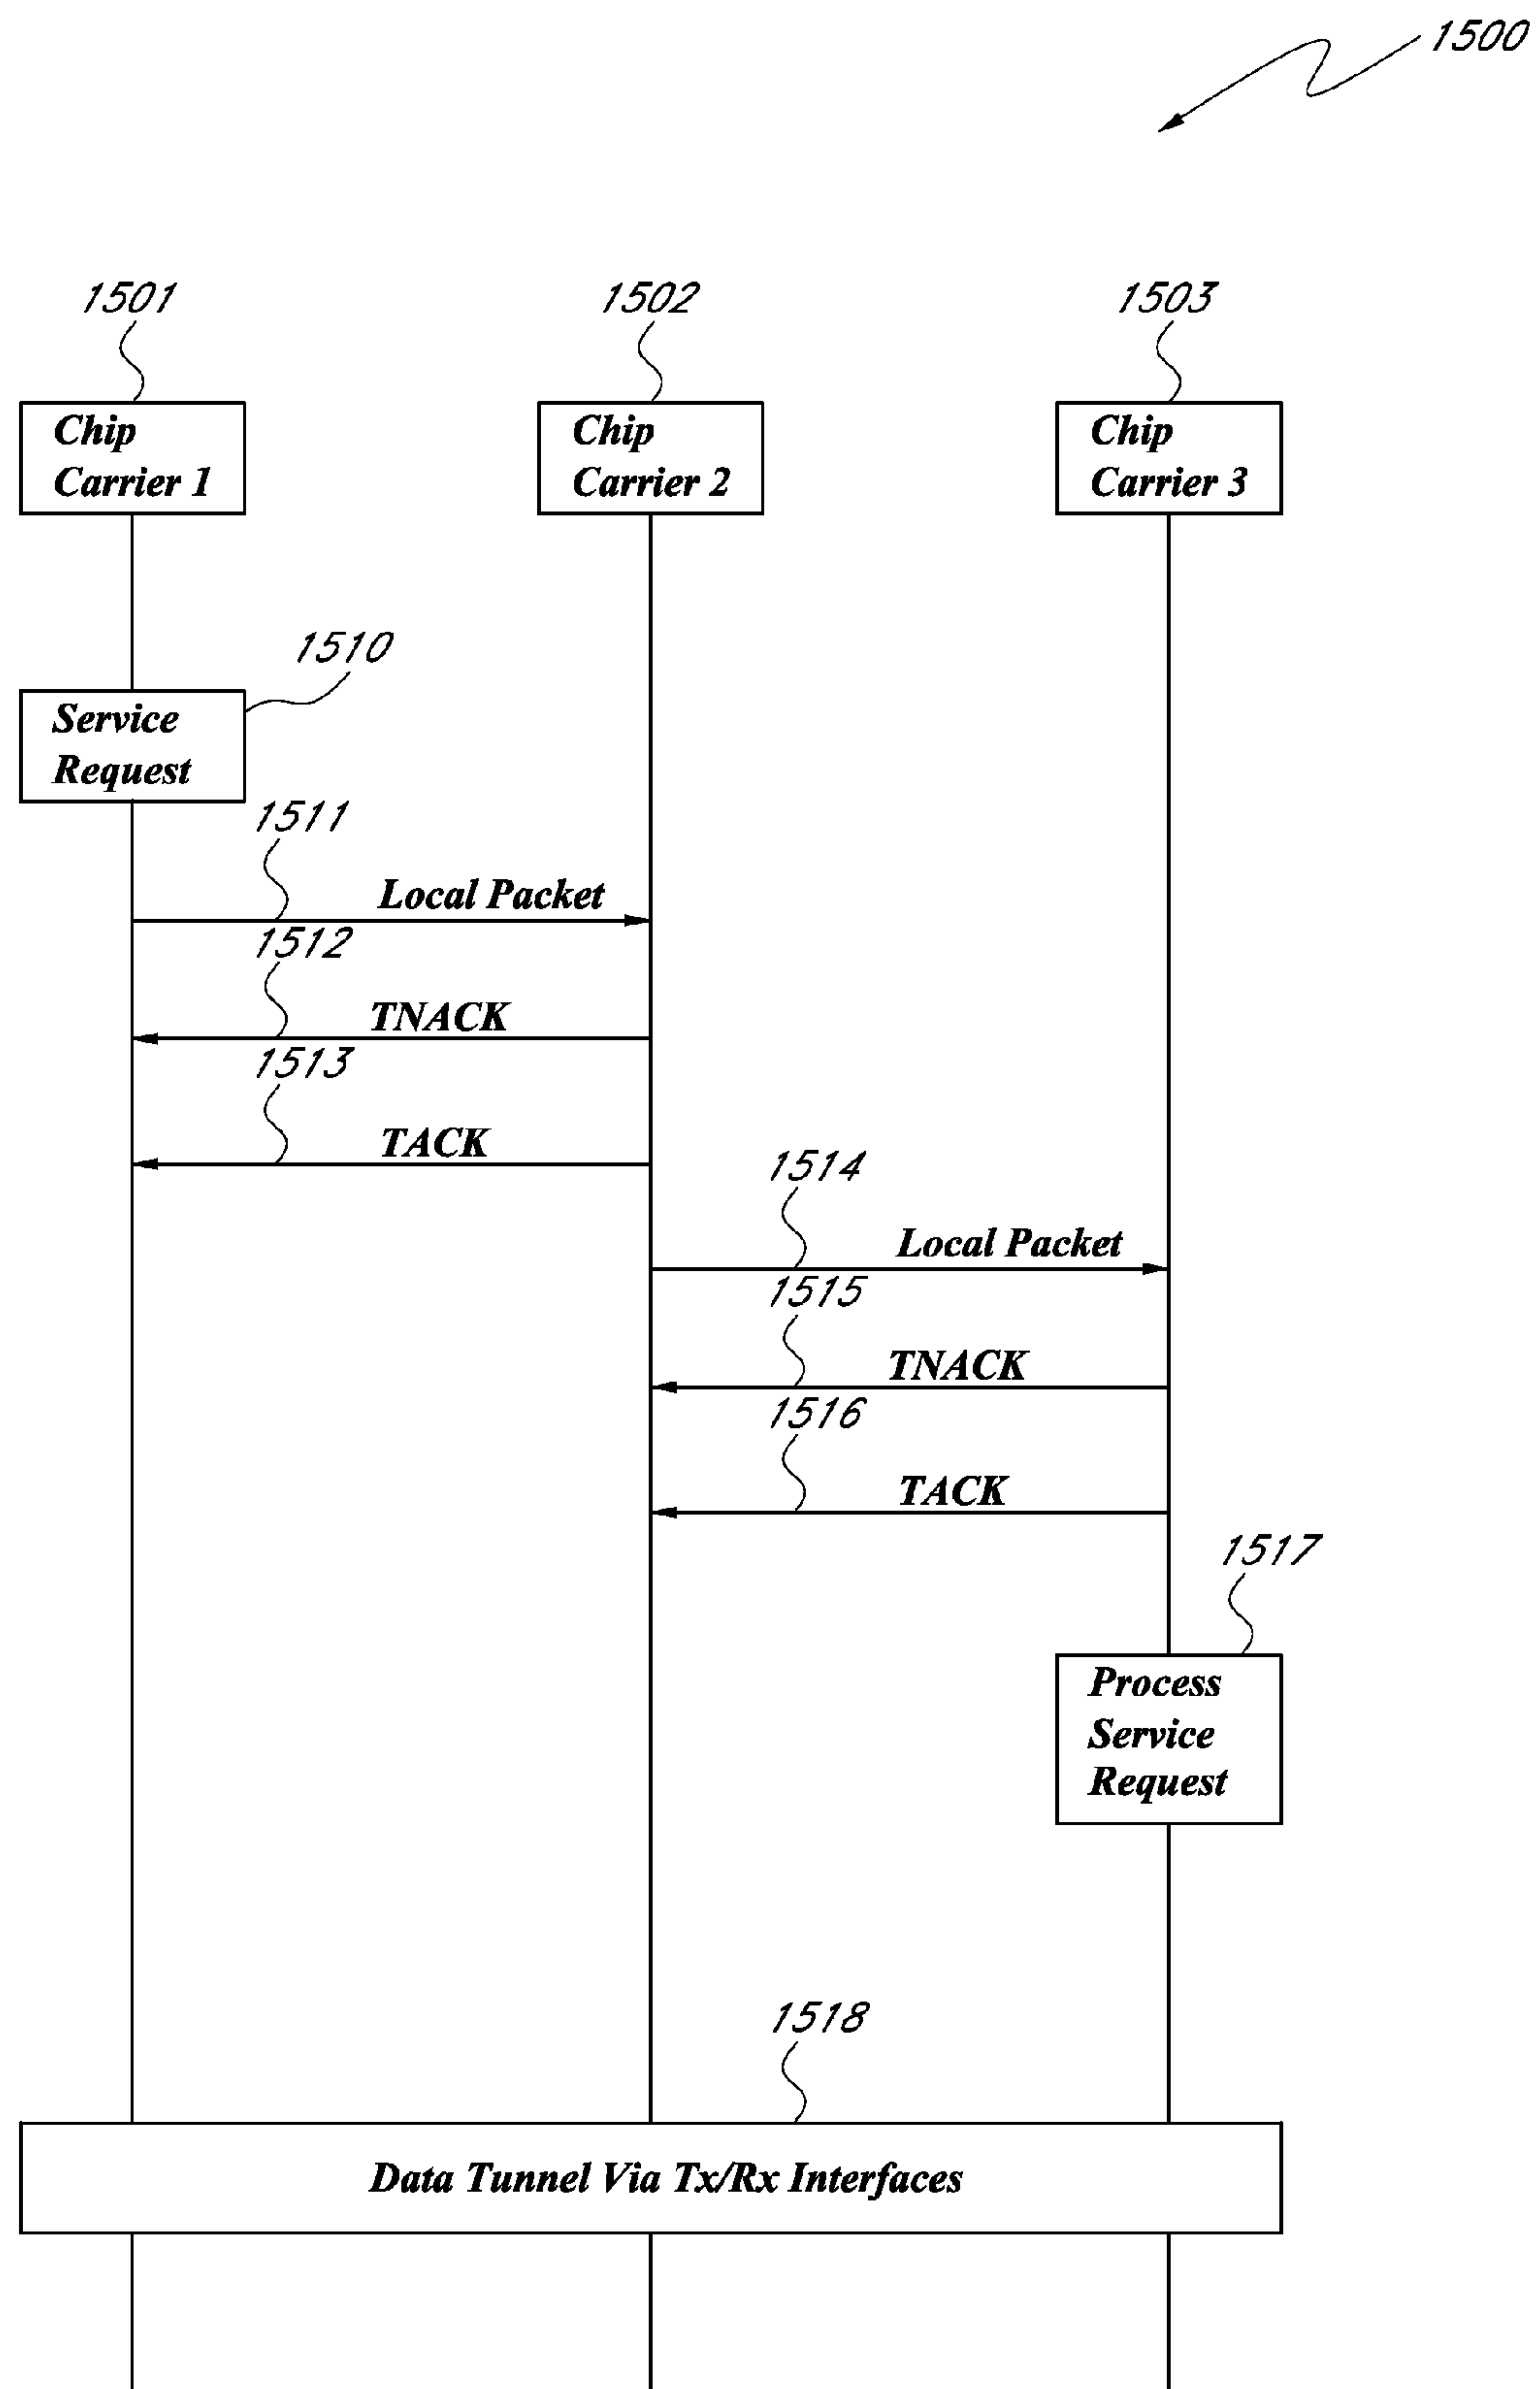 1500
1501
1502
1503
Chip
Carrier 1
Chip
Carrier 2
Chip
Carrier 3
1510
Service
Request
1511
Local Packet
1512
TNACK
1513
TACK
1514
Local Packet
1515
TNACK
1516
TACK
1517
Process
Service
Request
1518
Data Tunnel Via Tx/Rx Interfaces